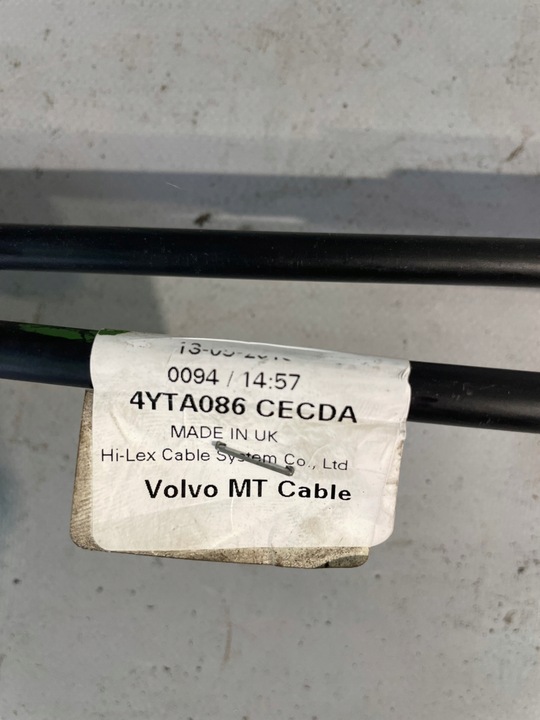 0094 / 14:57
4YTA086 CECDA
MADE IN UK
Hi-Lex Cable System Co., Ltd
Volvo MT Cable